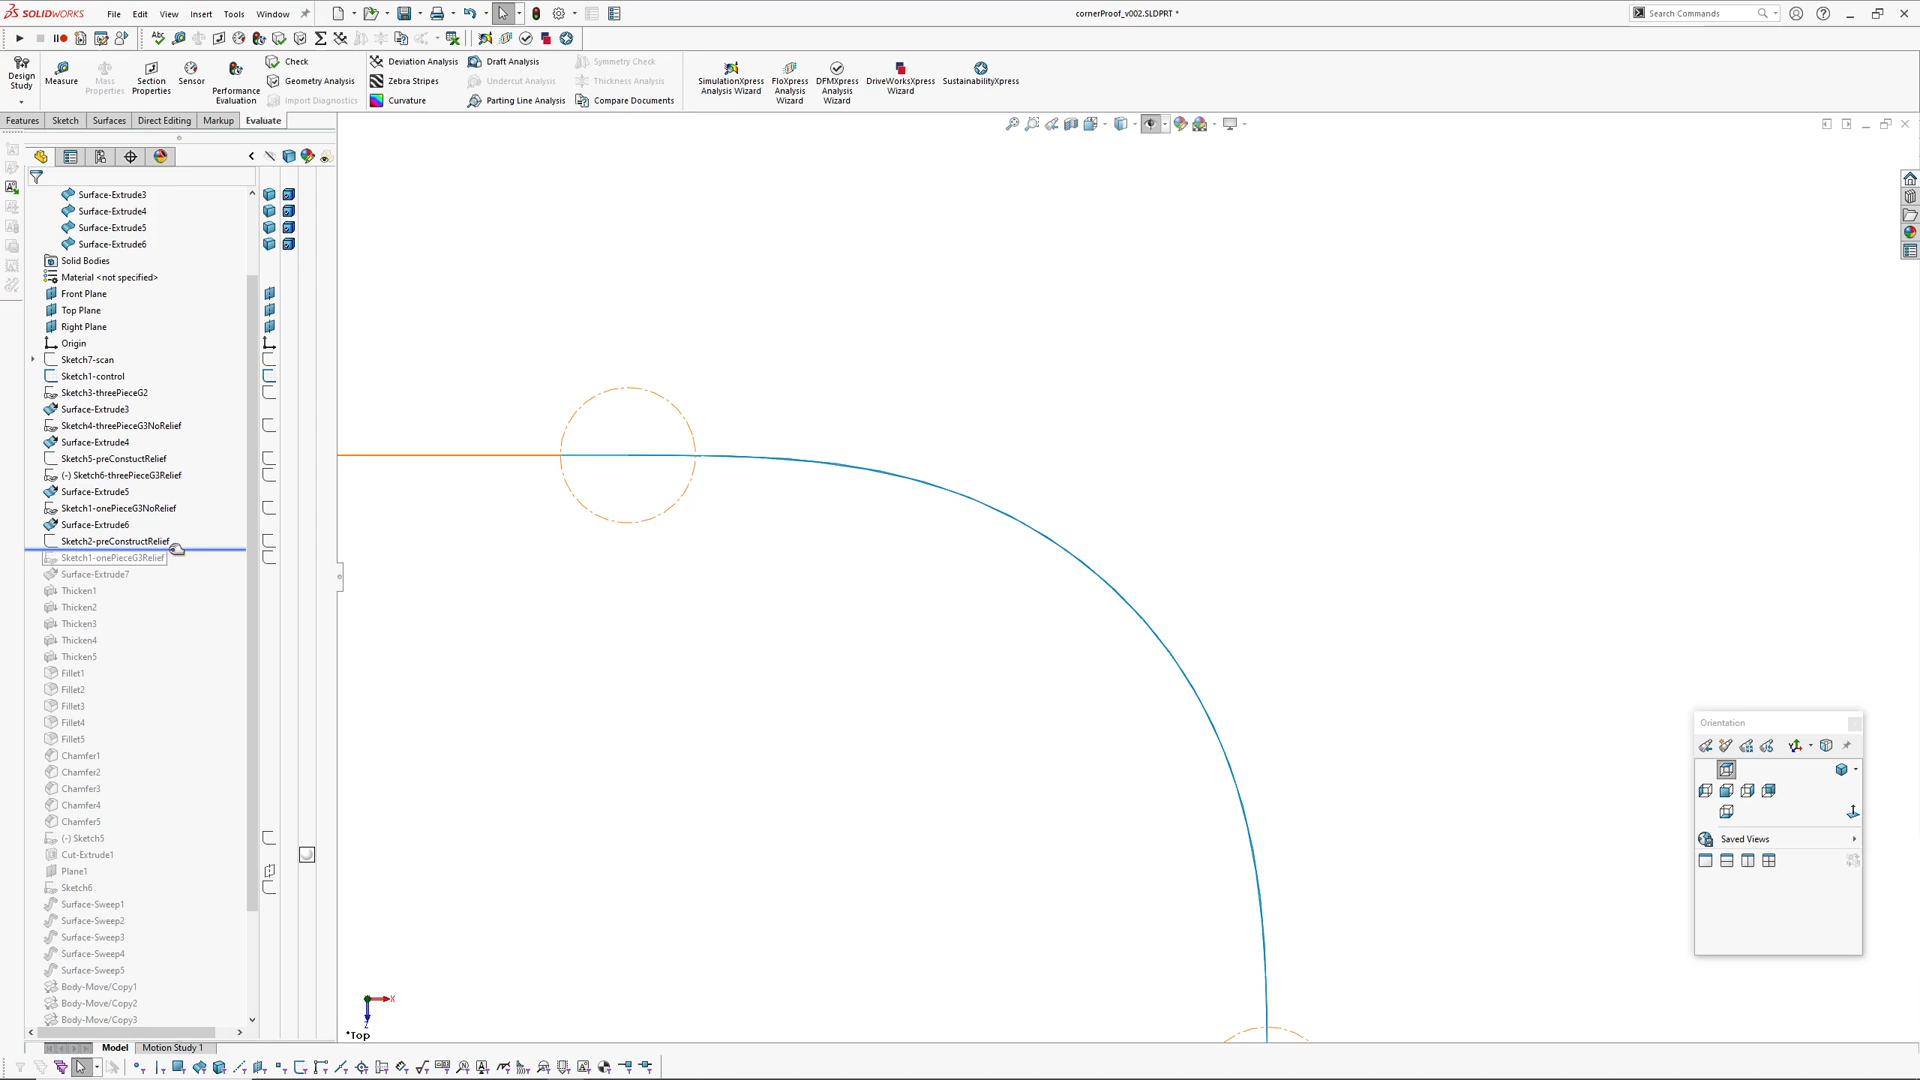 SOLIDWORKS File Edit View Insert Tools Window
cornerProof_v002.SLDPRT *
Search Commands
Design Study
Measure
Mass Properties
Section Properties
Sensor
Performance Evaluation
Check
Geometry Analysis
Import Diagnostics
Deviation Analysis
Zebra Stripes
Curvature
Draft Analysis
Undercut Analysis
Parting Line Analysis
Symmetry Check
Thickness Analysis
Compare Documents
SimulationXpress Analysis Wizard
FloXpress Analysis Wizard
DFMXpress Analysis Wizard
DriveWorksXpress Wizard
SustainabilityXpress
Features Sketch Surfaces Direct Editing Markup Evaluate
Surface-Extrude3
Surface-Extrude4
Surface-Extrude5
Surface-Extrude6
Solid Bodies
Material <not specified>
Front Plane
Top Plane
Right Plane
Origin
Sketch7-scan
Sketch1-control
Sketch3-threePieceG2
Surface-Extrude3
Sketch4-threePieceG3NoRelief
Surface-Extrude4
Sketch5-preConstuctRelief
(-) Sketch6-threePieceG3Relief
Surface-Extrude5
Sketch1-onePieceG3NoRelief
Surface-Extrude6
Sketch2-preConstructRelief
Sketch1-onePieceG3Relief
Surface-Extrude7
Thicken1
Thicken2
Thicken3
Thicken4
Thicken5
Fillet1
Fillet2
Fillet3
Fillet4
Fillet5
Chamfer1
Chamfer2
Chamfer3
Chamfer4
Chamfer5
(-) Sketch5
Cut-Extrude1
Plane1
Sketch6
Surface-Sweep1
Surface-Sweep2
Surface-Sweep3
Surface-Sweep4
Surface-Sweep5
Body-Move/Copy1
Body-Move/Copy2
Body-Move/Copy3
X
Z
*Top
Orientation
Saved Views
Model Motion Study 1